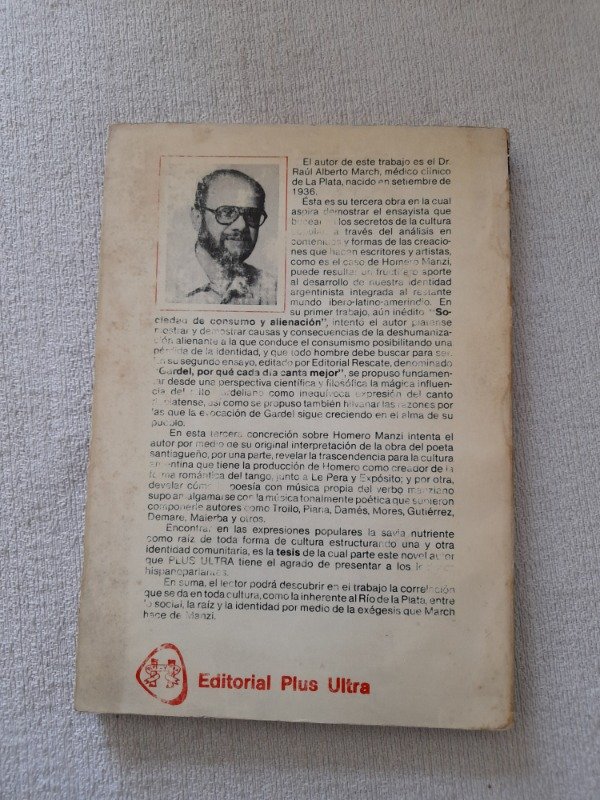 El autor de este trabajo es el Dr.
Raúl Alberto March, médico clínico
de La Plata, nacido en setiembre de
1936.
Esta es su tercera obra en la cual
aspira demostrar el ensayista que
bucear en los secretos de la cultura
popular a través del análisis en
contenidos y formas de las creacio-
nes que hacen escritores y artistas,
como es el caso de Homero Manzi,
puede resultar un fructífero aporte
al desarrollo de nuestra identidad
argentinista integrada al restante
mundo ibero-latino-amerindio. En
su primer trabajo, aún inédito, "So-
ciedad de consumo y alienación", intentó el autor platense
mostrar y demostrar causas y consecuencias de la deshumaniza-
ción alienante a la que conduce el consumismo posibilitando una
pérdida de la identidad, y que todo hombre debe buscar para ser.
En su segundo ensayo, editado por Editorial Rescate, denominado
"Gardel, por qué cada día canta mejor", se propuso fundamen-
tar desde una perspectiva científica y filosófica la mágica influen-
cia del mito gardeliano como inequívoca expresión del canto
rioplatense, así como se propuso también hilvanar las razones por
las que la evocación de Gardel sigue creciendo en el alma de su
pueblo.
En esta tercera concreción sobre Homero Manzi intenta el
autor por medio de su original interpretación de la obra del poeta
santiagueño, por una parte, revelar la trascendencia para la cultura
argentina que tiene la producción de Homero como creador de la
forma romántica del tango, junto a Le Pera y Expósito; y por otra,
develar cómo la poesía con música propia del verbo manziano
supo amalgamarse con la música tonalmente poética que supieron
componerle autores como Troilo, Piana, Damés, Mores, Gutiérrez,
Demare, Malerba y otros.
Encontrar en las expresiones populares la savia nutriente
como raíz de toda forma de cultura estructurando una y otra
identidad comunitaria, es la tesis de la cual parte este novel autor
que PLUS ULTRA tiene el agrado de presentar a los
hispanoparlantes.
En suma, el lector podrá descubrir en el trabajo la correlación
que se da en toda cultura, como la inherente al Río de la Plata, entre
lo social, la raíz y la identidad por medio de la exégesis que March
hace de Manzi.
Editorial Plus Ultra